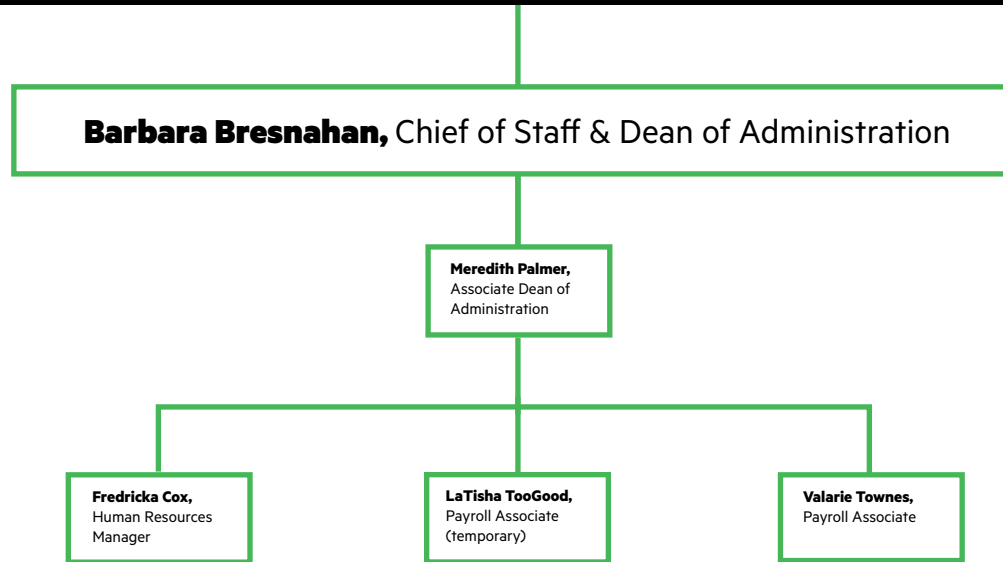 Barbara Bresnahan, Chief of Staff & Dean of Administration
Meredith Palmer,
Associate Dean of
Administration
Fredricka Cox,
Human Resources
Manager
LaTisha TooGood,
Payroll Associate
(temporary)
Valarie Townes,
Payroll Associate